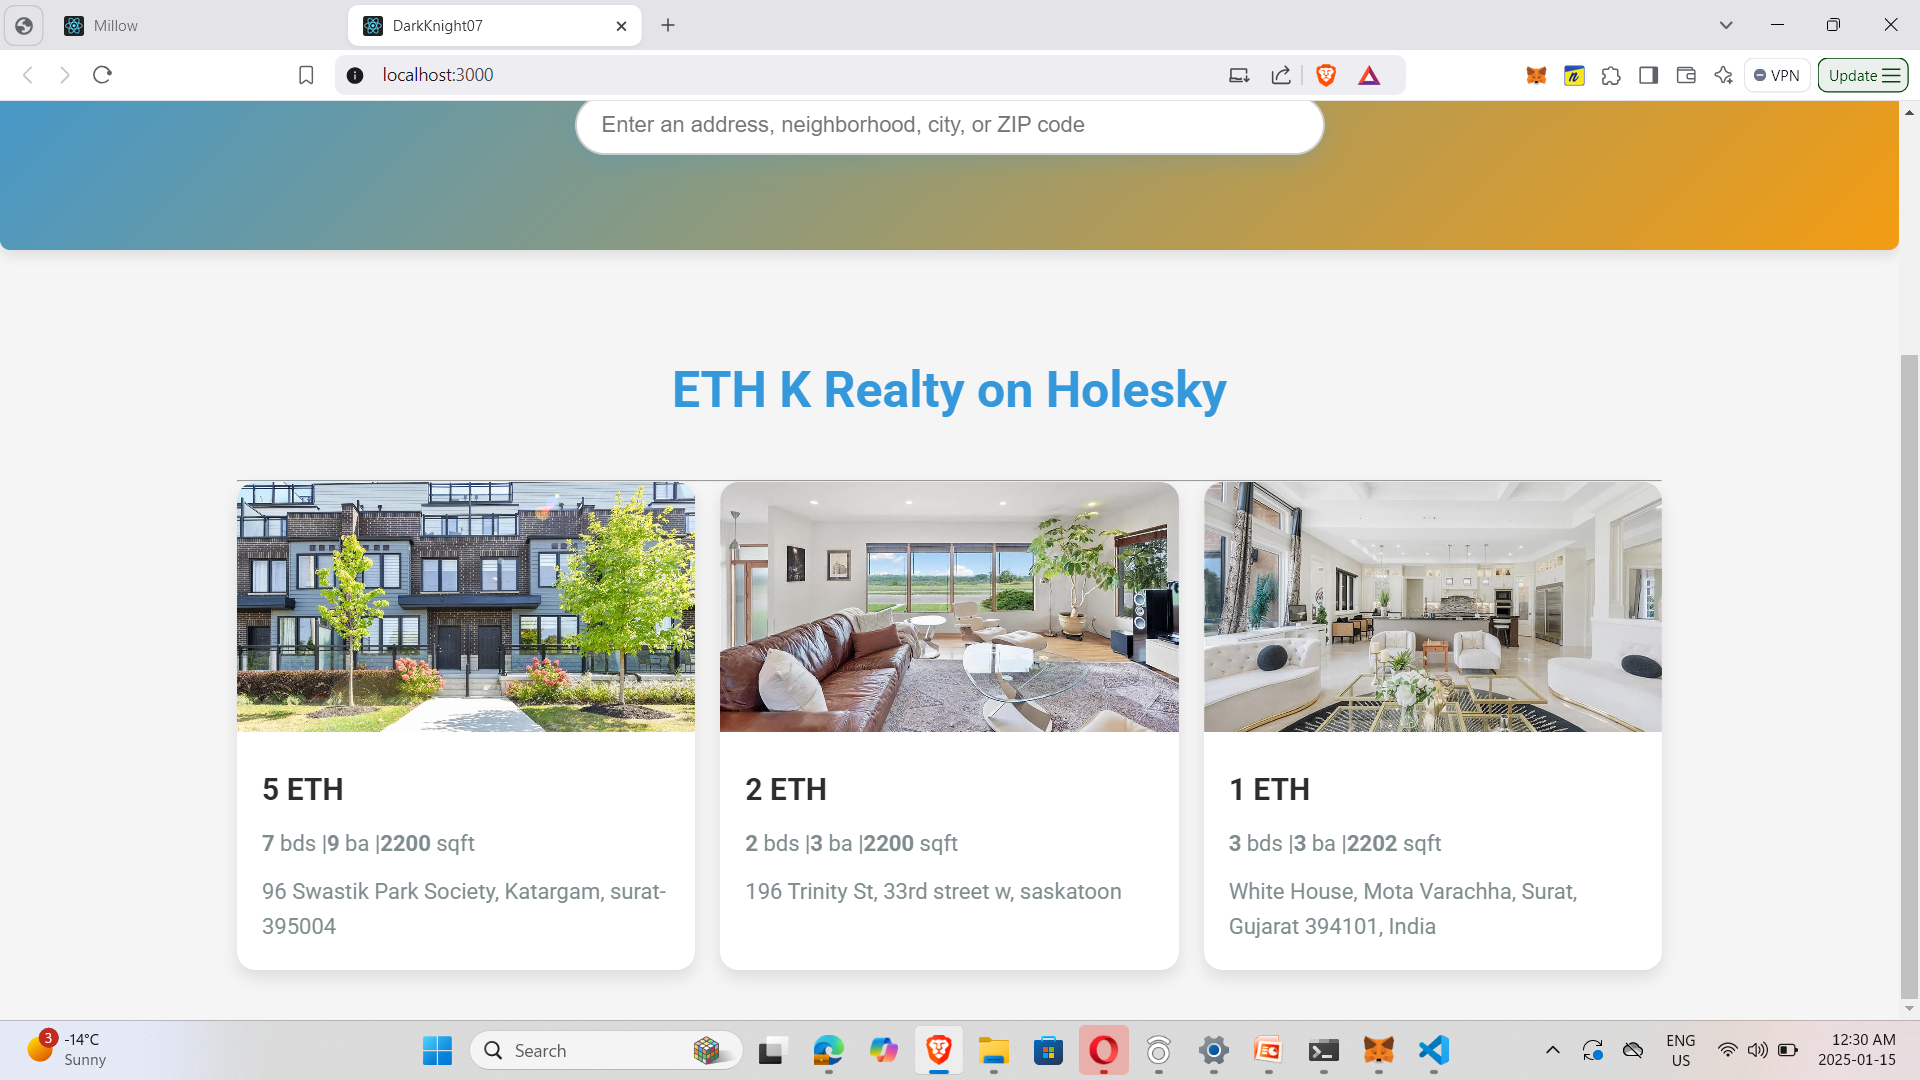 Millow
DarkKnight07
localhost:3000
VPN
Update
Enter an address, neighborhood, city, or ZIP code
ETH K Realty on Holesky
5 ETH
7 bds |9 ba |2200 sqft
96 Swastik Park Society, Katargam, surat-
395004
2 ETH
2 bds |3 ba |2200 sqft
196 Trinity St, 33rd street w, saskatoon
1 ETH
3 bds |3 ba |2202 sqft
White House, Mota Varachha, Surat,
Gujarat 394101, India
3
-14°C
Sunny
Search
ENG
US
12:30 AM
2025-01-15